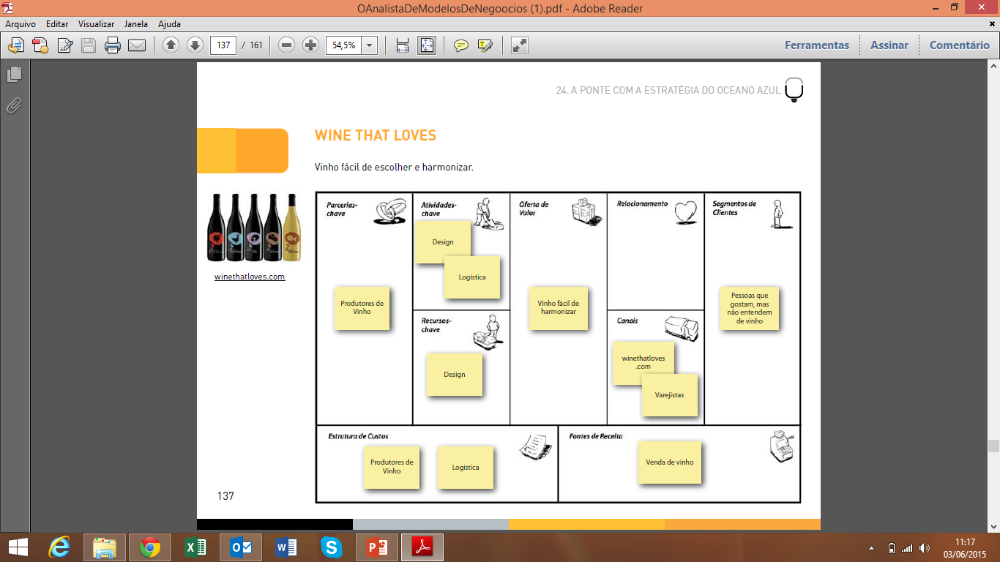 OAnalistaDeModelosDeNegoocios (1).pdf - Adobe Reader
Arquivo Editar Visualizar Janela Ajuda
137 / 161 54,5% Ferramentas Assinar Comentário
24. A PONTE COM A ESTRATÉGIA DO OCEANO AZUL
WINE THAT LOVES
Vinho fácil de escolher e harmonizar.
winethatloves.com
Parcerias-
chave
Produtores de
Vinho
Atividades-
chave
Design
Logística
Recursos-
chave
Design
Oferta de
Valor
Vinho fácil de
harmonizar
Relacionamento
Canais
winethatloves
.com
Varejistas
Segmentos de
Clientes
Pessoas que
gostam, mas
não entendem
de vinho
Estrutura de Custos
Produtores de
Vinho
Logística
Fontes de Receita
Venda de vinho
137
11:17
03/06/2015